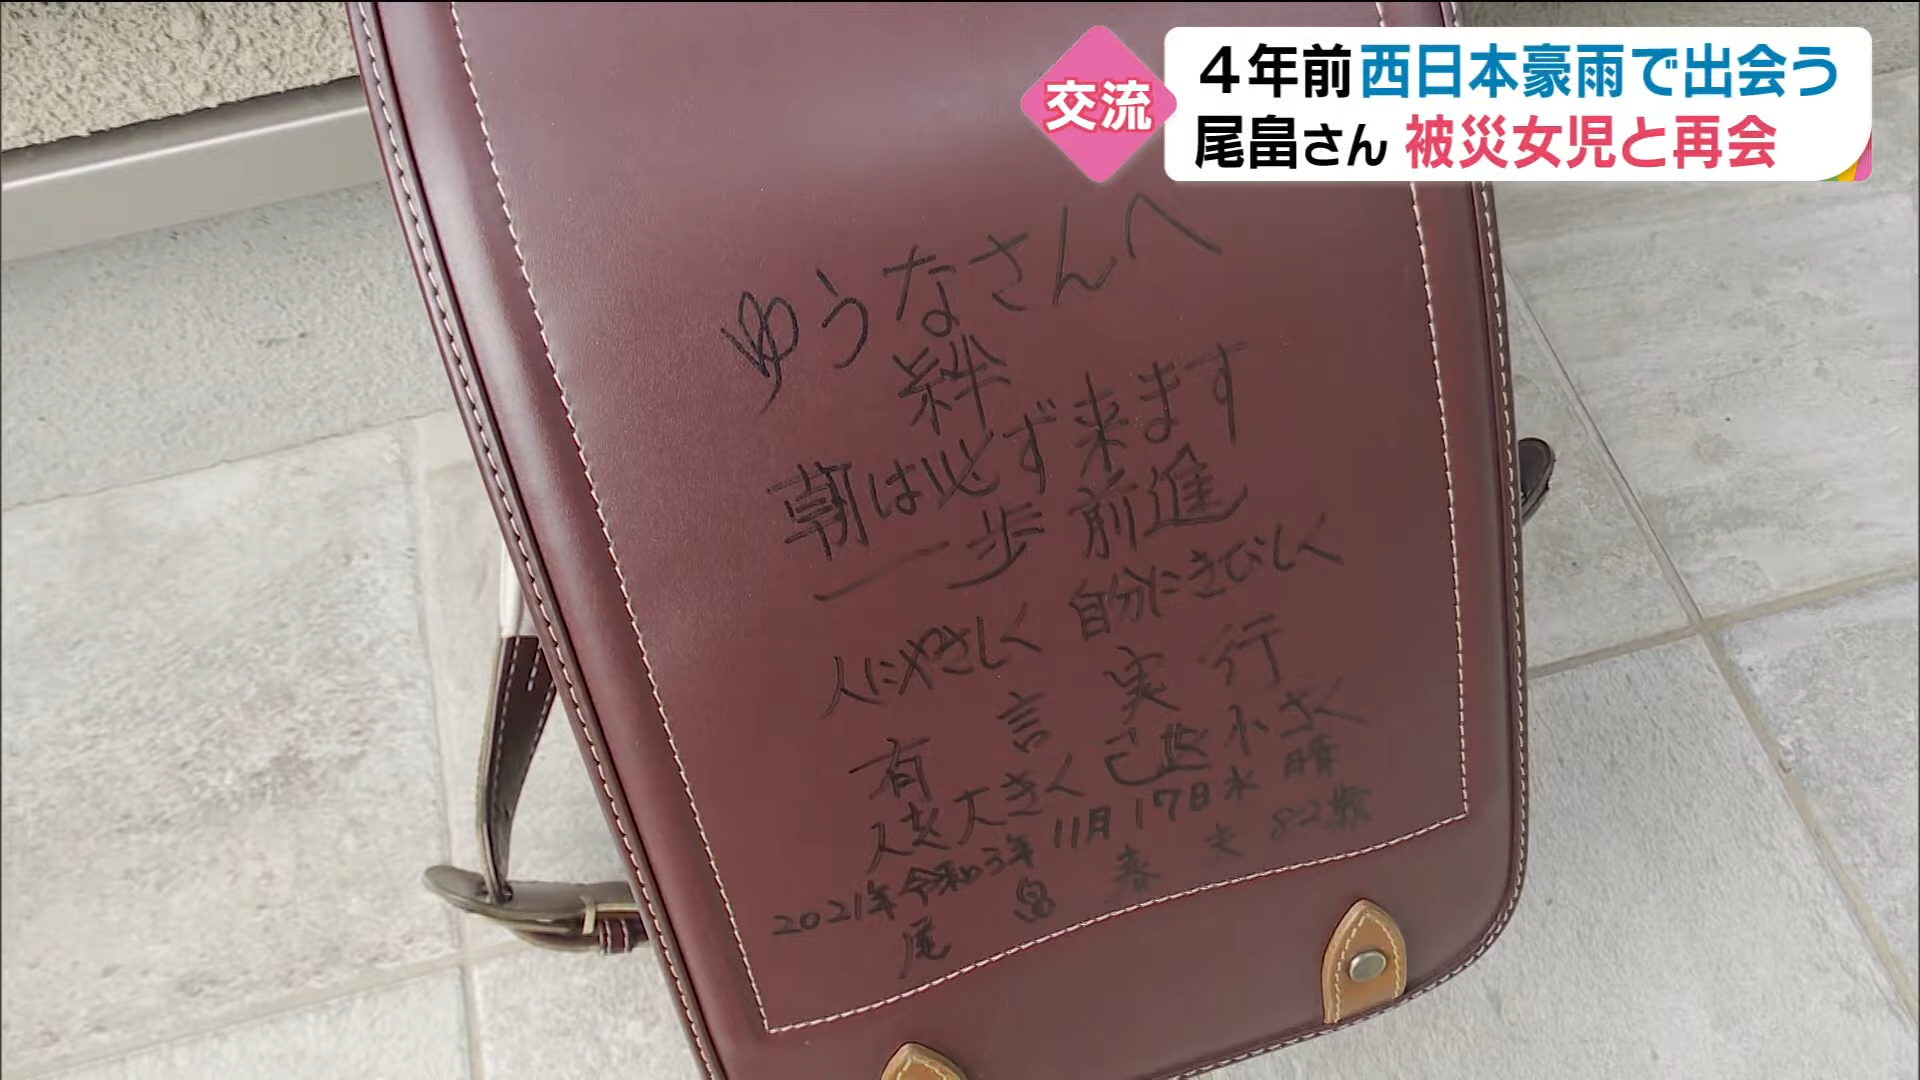 交流
4年前西日本豪雨で出会う
尾畠さん 被災女児と再会
ゆうなさんへ
絆
朝は必ず来ます
一歩前進
人にやさしく 自分にきびしく
有言実行
人は大きく己は小さく
2021年令和3年11月17日水 晴
尾畠春夫 82歳